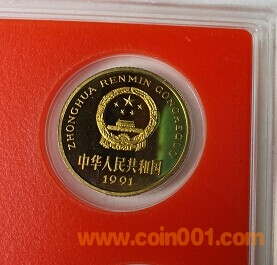 ZHONGHUA RENMIN GONGHEGUO
中华人民共和国
1991
www.coin001.com